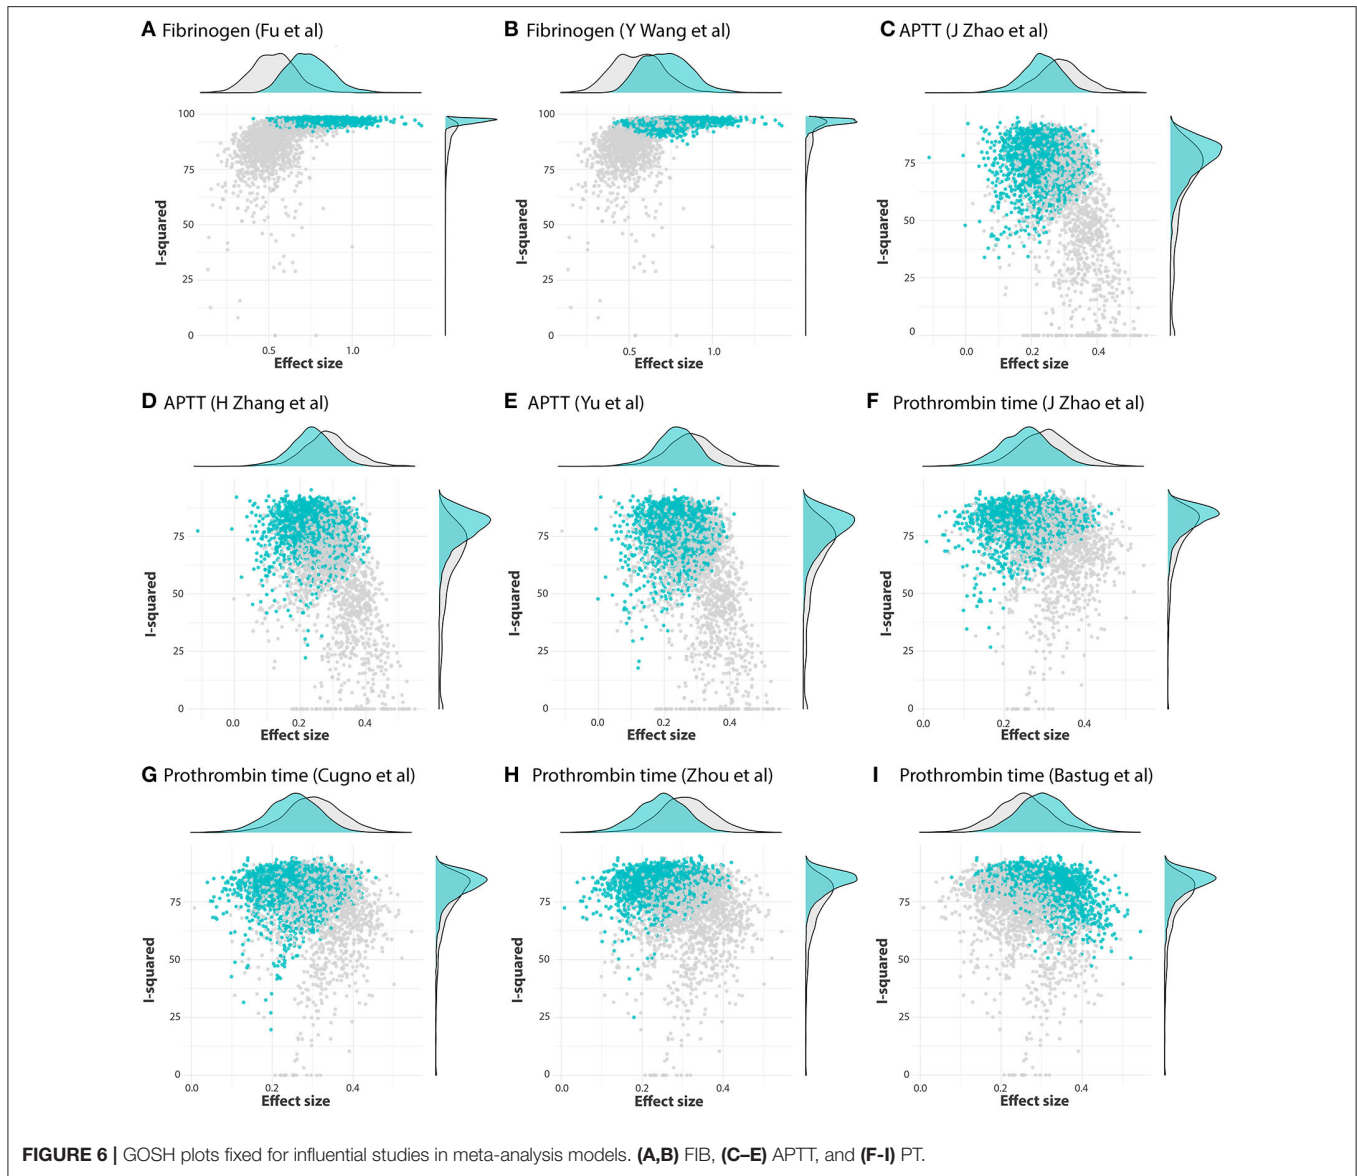 A Fibrinogen (Fu et al)
100
75
50
25
0
I-squared
0.5 1.0
Effect size
B Fibrinogen (Y Wang et al)
100
75
50
25
0
I-squared
0.5 1.0
Effect size
C APTT (J Zhao et al)
75
50
25
0
I-squared
0.0 0.2 0.4
Effect size
D APTT (H Zhang et al)
75
50
25
0
I-squared
0.0 0.2 0.4
Effect size
E APTT (Yu et al)
75
50
25
0
I-squared
0.0 0.2 0.4
Effect size
F Prothrombin time (J Zhao et al)
75
50
25
0
I-squared
0.0 0.2 0.4
Effect size
G Prothrombin time (Cugno et al)
75
50
25
0
I-squared
0.0 0.2 0.4
Effect size
H Prothrombin time (Zhou et al)
75
50
25
0
I-squared
0.0 0.2 0.4
Effect size
I Prothrombin time (Bastug et al)
75
50
25
0
I-squared
0.0 0.2 0.4
Effect size
FIGURE 6 | GOSH plots fixed for influential studies in meta-analysis models. (A,B) FIB, (C–E) APTT, and (F-I) PT.